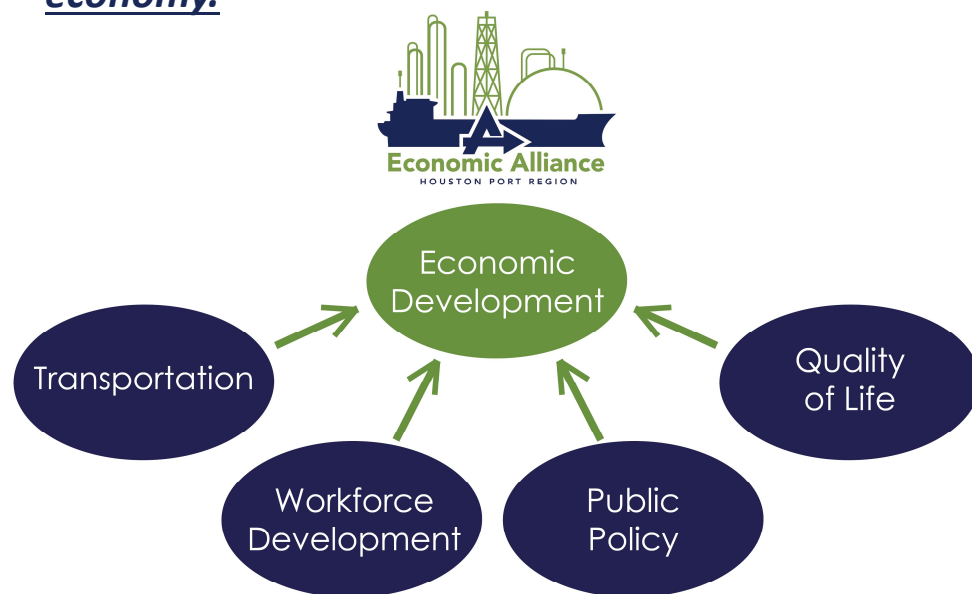 economy.
Economic Alliance
HOUSTON PORT REGION
Economic
Development
Transportation
Quality
of Life
Workforce
Development
Public
Policy